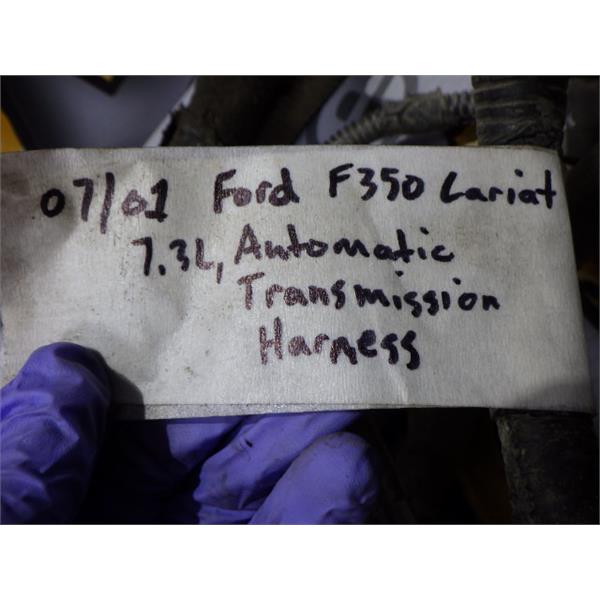 07/01 Ford F350 Lariat
7.3L, Automatic
Transmission
Harness